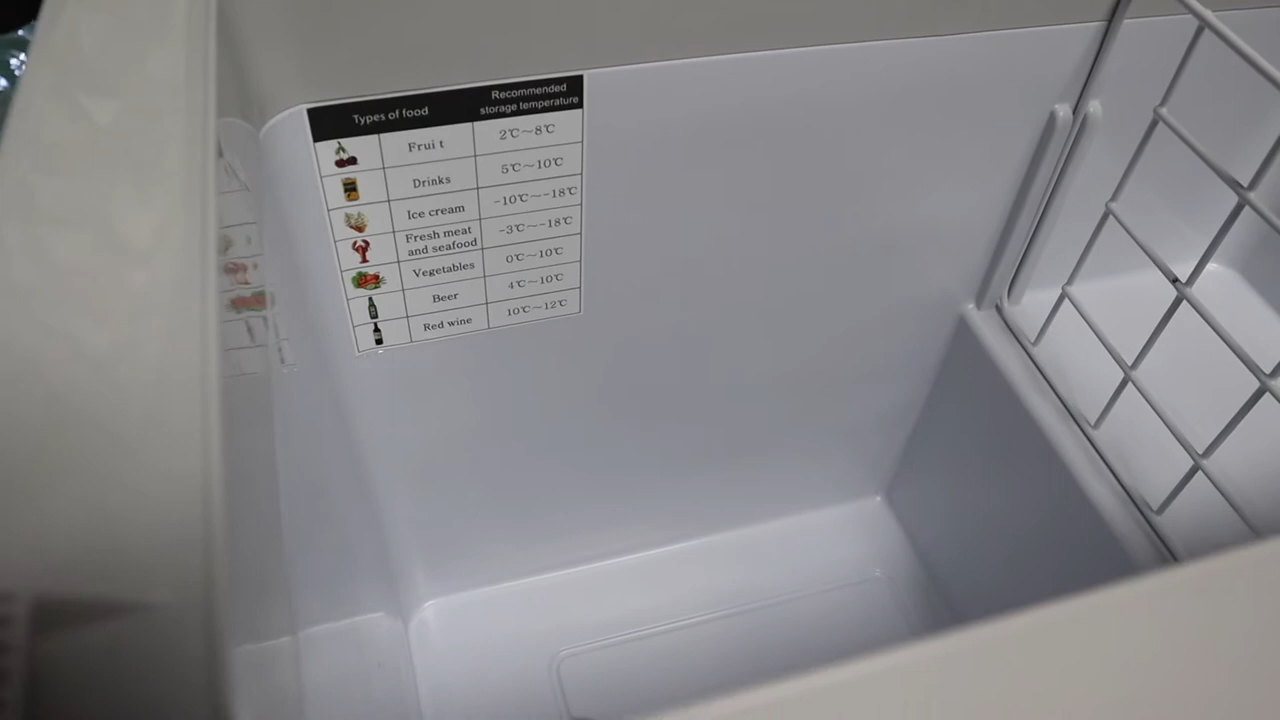 Types of food
Recommended
storage temperature
Frui t
2℃~8℃
Drinks
5℃~10℃
Ice cream
-10℃~-18℃
Fresh meat
and seafood
-3℃~-18℃
Vegetables
0℃~10℃
Beer
4℃~10℃
Red wine
10℃~12℃